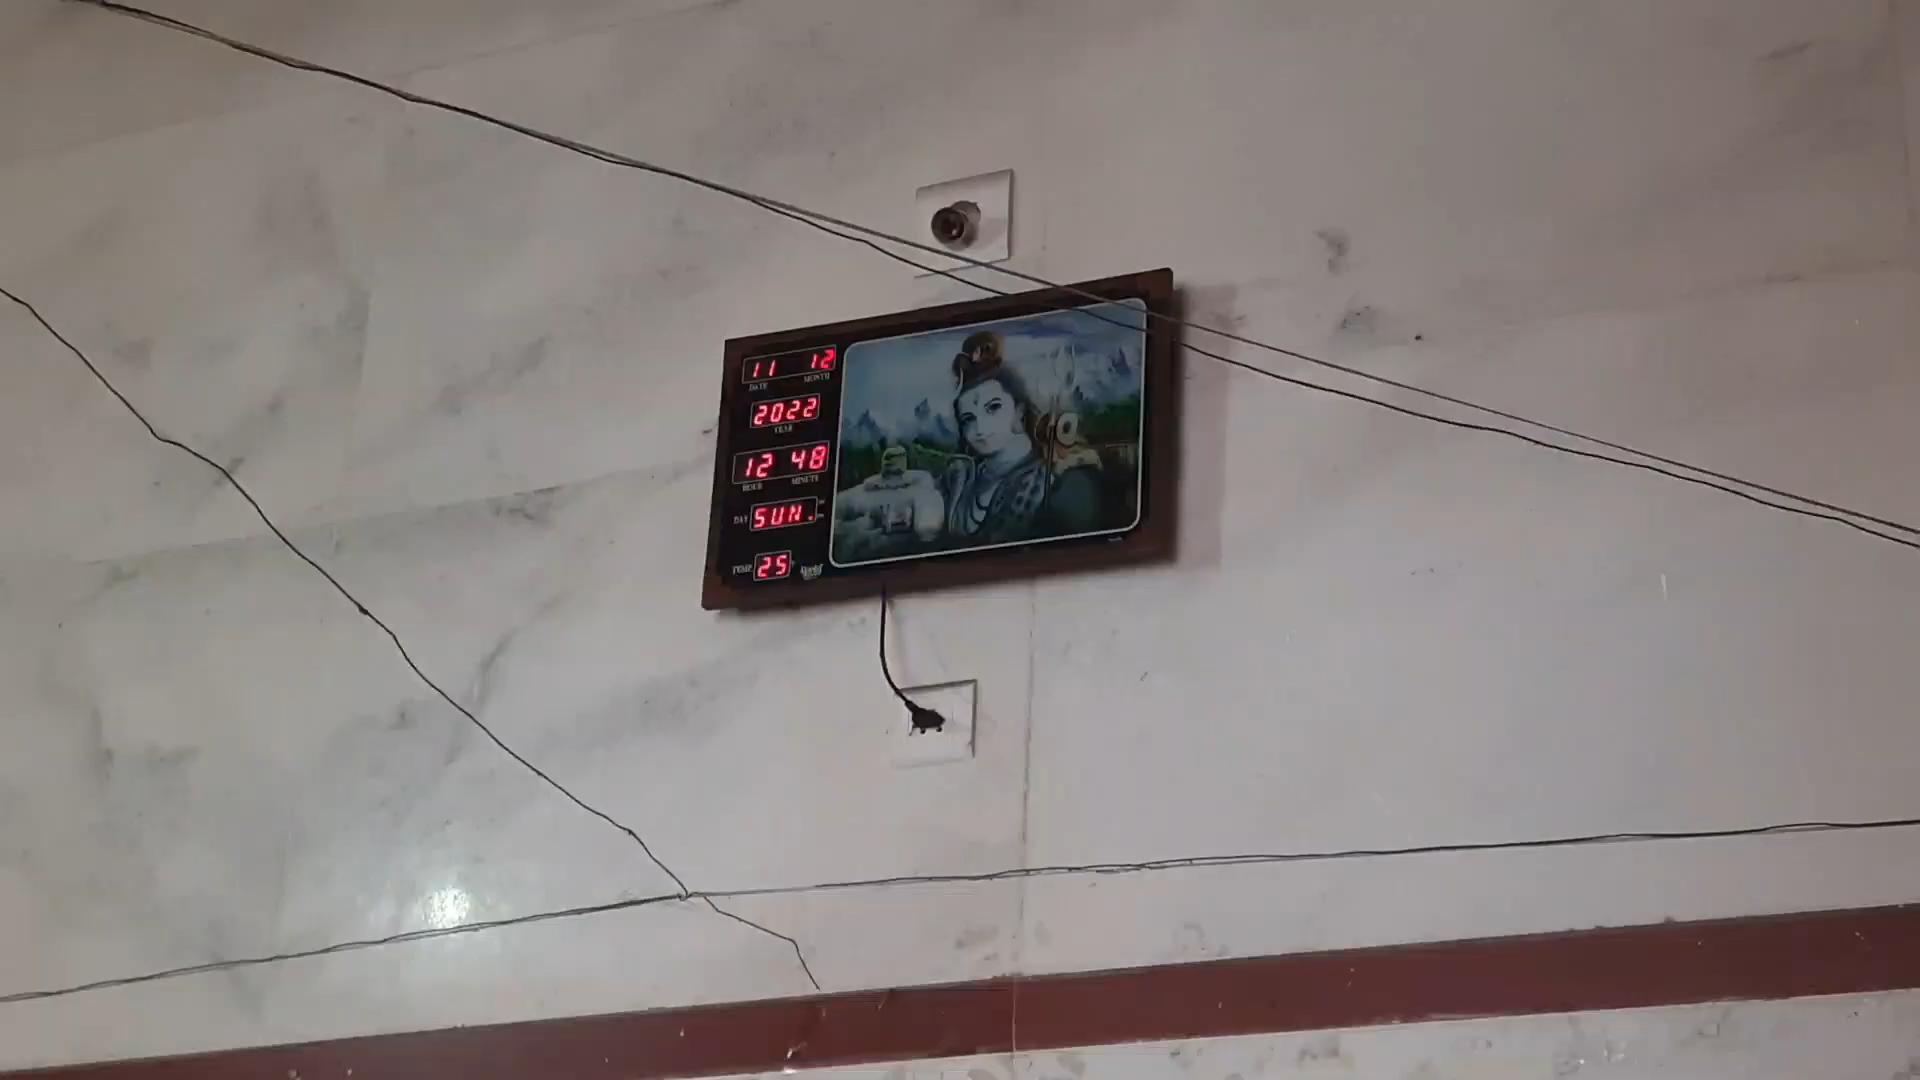 11 12
DATE MONTH
2022
YEAR
12 48
HOUR MINUTE
DAY SUN.
TEMP. 25